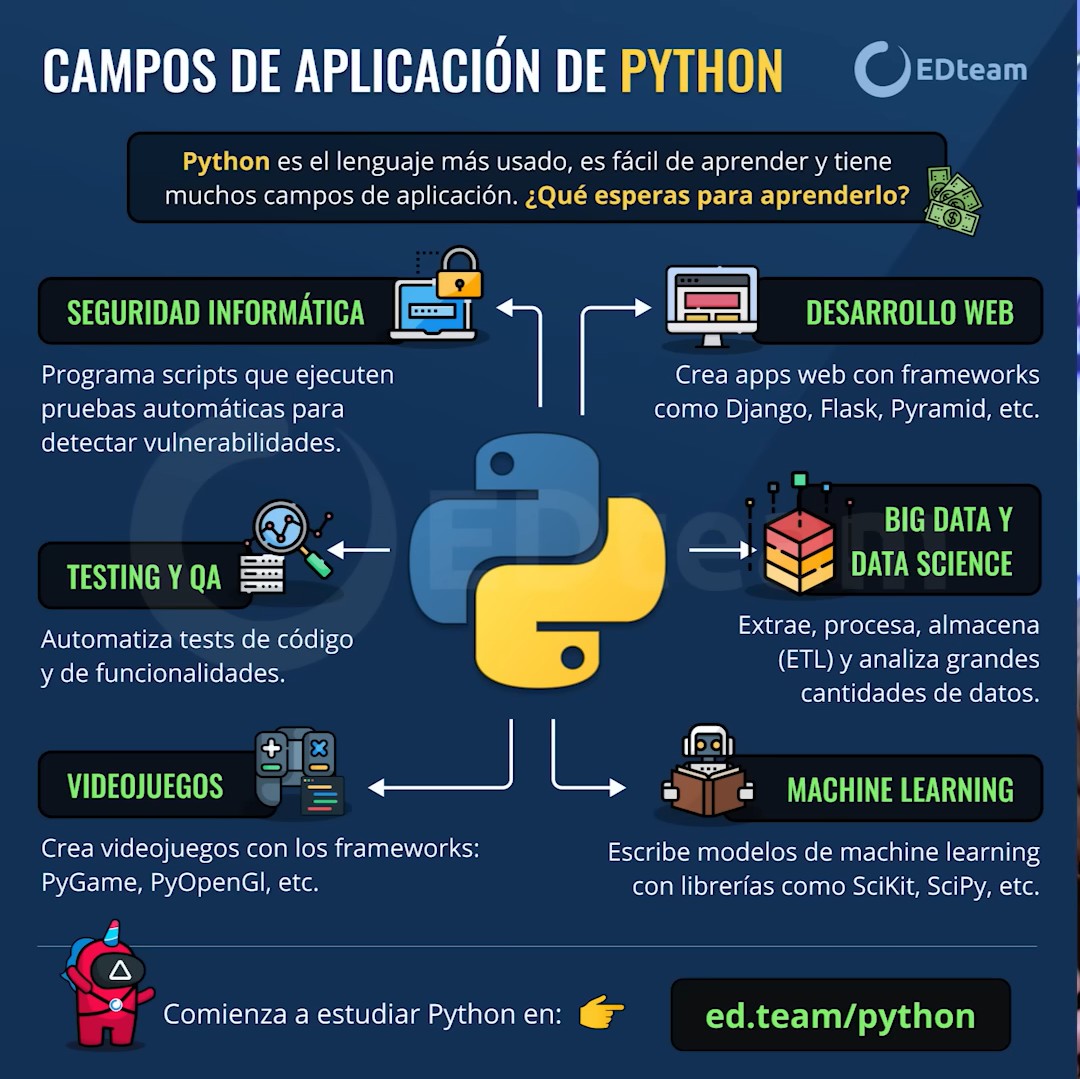 CAMPOS DE APLICACIÓN DE PYTHON
EDteam
Python es el lenguaje más usado, es fácil de aprender y tiene
muchos campos de aplicación. ¿Qué esperas para aprenderlo?
SEGURIDAD INFORMÁTICA
Programa scripts que ejecuten
pruebas automáticas para
detectar vulnerabilidades.
DESARROLLO WEB
Crea apps web con frameworks
como Django, Flask, Pyramid, etc.
TESTING Y QA
Automatiza tests de código
y de funcionalidades.
BIG DATA Y
DATA SCIENCE
Extrae, procesa, almacena
(ETL) y analiza grandes
cantidades de datos.
VIDEOJUEGOS
Crea videojuegos con los frameworks:
PyGame, PyOpenGl, etc.
MACHINE LEARNING
Escribe modelos de machine learning
con librerías como SciKit, SciPy, etc.
EDteam
Comienza a estudiar Python en:
ed.team/python